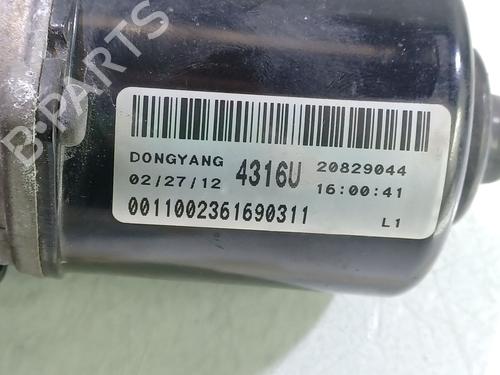 B-PARTS
DONGYANG 4316U 20829044
02/27/12 16:00:41
0011002361690311
L1